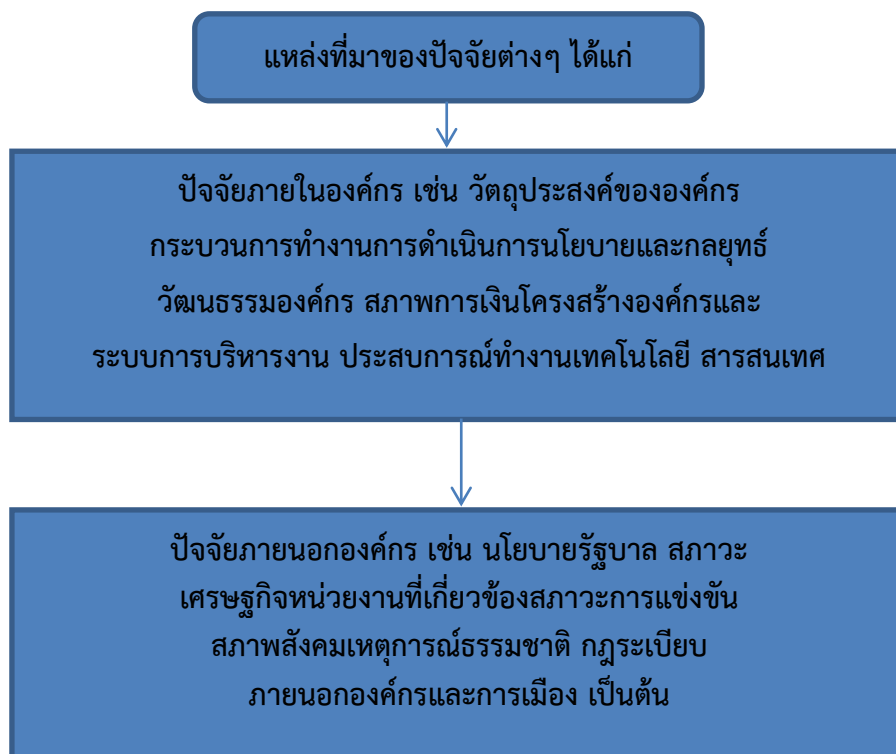 แหล่งที่มาของปัจจัยต่างๆ ได้แก่
ปัจจัยภายในองค์กร เช่น วัตถุประสงค์ขององค์กร
กระบวนการทำงานการดำเนินการนโยบายและกลยุทธ์
วัฒนธรรมองค์กร สภาพการเงินโครงสร้างองค์กรและ
ระบบการบริหารงาน ประสบการณ์ทำงานเทคโนโลยี สารสนเทศ
ปัจจัยภายนอกองค์กร เช่น นโยบายรัฐบาล สภาวะ
เศรษฐกิจหน่วยงานที่เกี่ยวข้องสภาวะการแข่งขัน
สภาพสังคมเหตุการณ์ธรรมชาติ กฎระเบียบ
ภายนอกองค์กรและการเมือง เป็นต้น